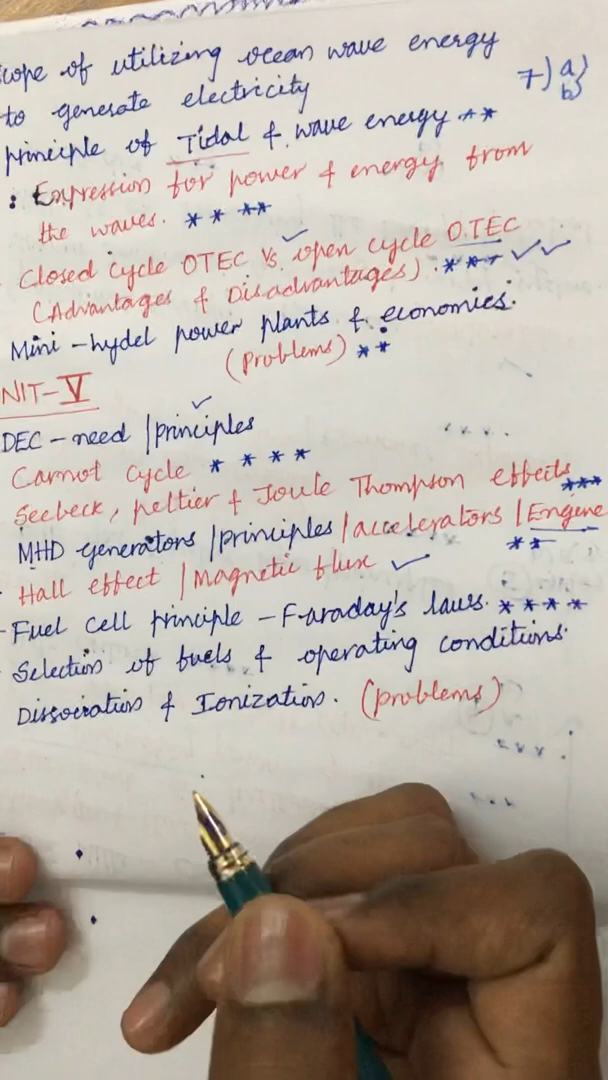 cope of utilizing ocean wave energy
to generate electricity
7) a}
b}
principle of Tidal & wave energy **
: Expression for power & energy from
the waves. ****
Closed cycle OTEC Vs open cycle OTEC
(Advantages & Disadvantages). *** ✓✓
Mini-hydel power plants & economics.
(Problems) **
NIT-V
DEC - need / principles
Carnot cycle ****
Seebeck, peltier & Joule Thompson effects ***
MHD generators / principles / accelerators / Engine
**
Hall effect / Magnetic flux ✓
Fuel cell principle - Faraday's laws. ****
Selection of fuels & operating conditions.
Dissociation & Ionization. (problems)